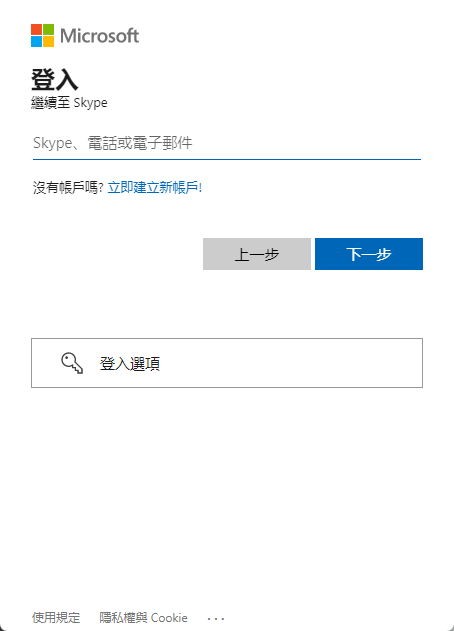 Microsoft
登入
繼續至 Skype
Skype、電話或電子郵件
沒有帳戶嗎? 立即建立新帳戶!
上一步 下一步
登入選項
使用規定 隱私權與 Cookie ...